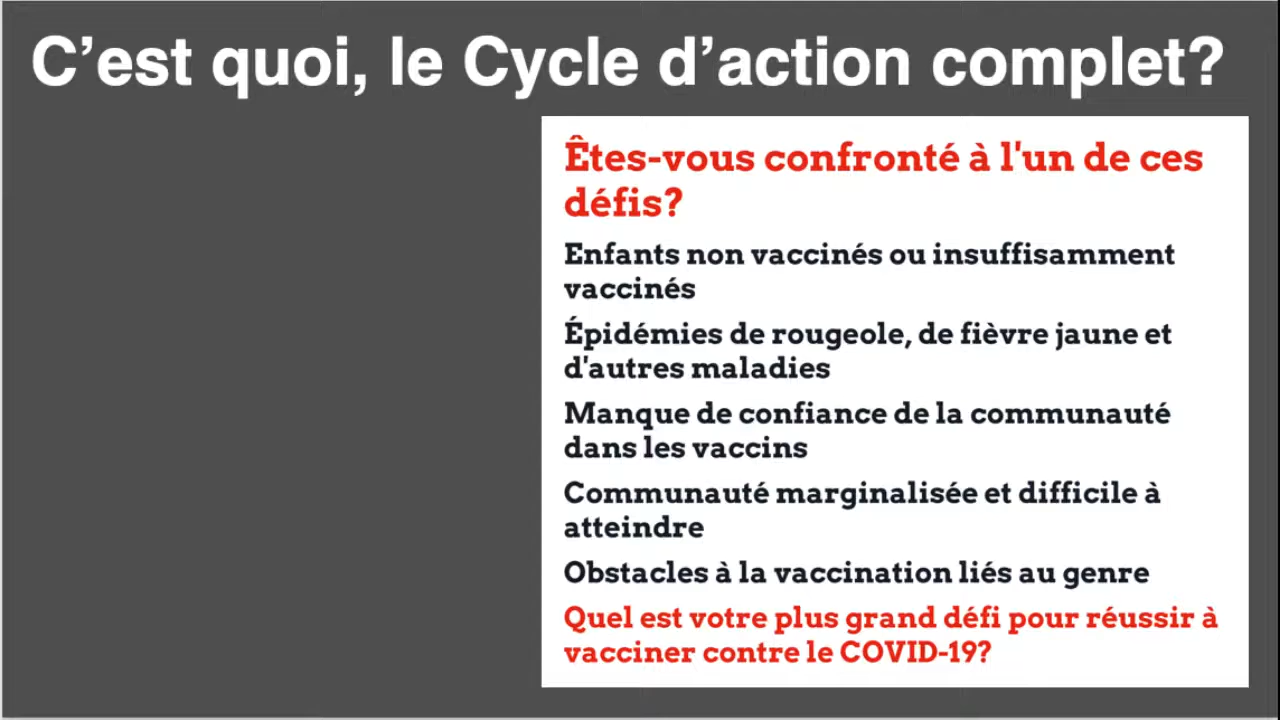 C’est quoi, le Cycle d’action complet?
Êtes-vous confronté à l'un de ces
défis?
Enfants non vaccinés ou insuffisamment
vaccinés
Épidémies de rougeole, de fièvre jaune et
d'autres maladies
Manque de confiance de la communauté
dans les vaccins
Communauté marginalisée et difficile à
atteindre
Obstacles à la vaccination liés au genre
Quel est votre plus grand défi pour réussir à
vacciner contre le COVID-19?